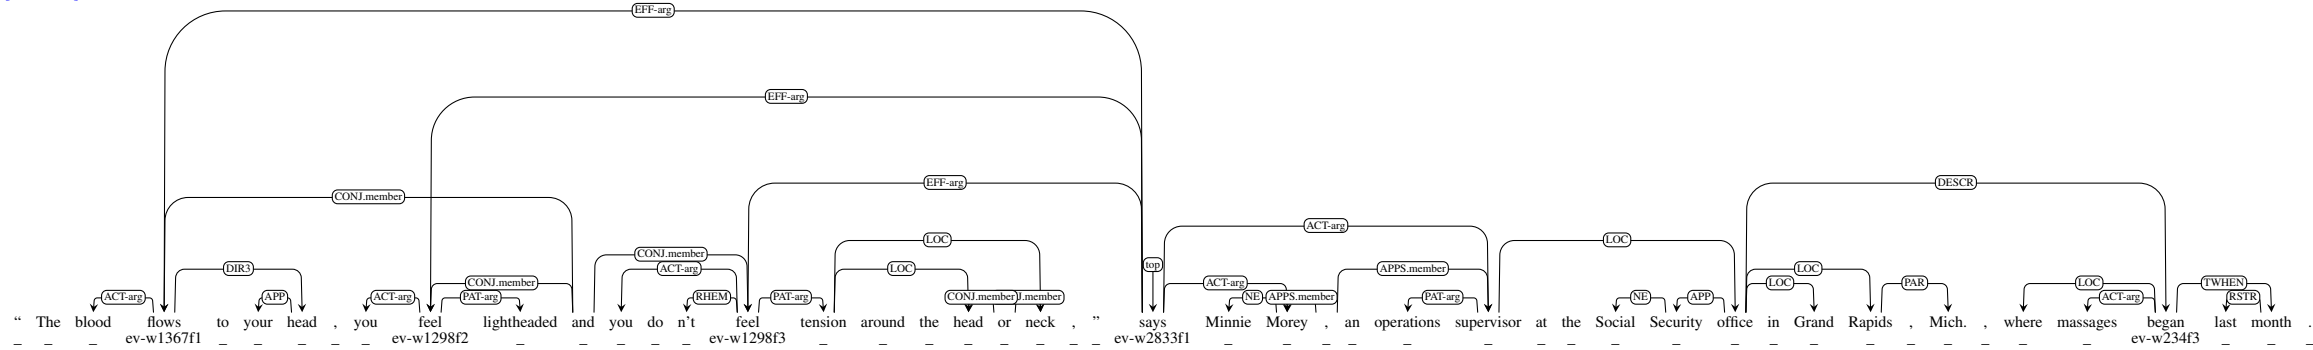 EFF-arg
EFF-arg
EFF-arg DESCR
CONJ.member
ACT-arg
LOC LOC
CONJ.member
top
DIR3 ACT-arg LOC APPS.member LOC
CONJ.member ACT-arg LOC PAR LOC TWHEN
ACT-arg APP ACT-arg PAT-arg RHEM PAT-arg CONJ.member J.member NE APPS.member PAT-arg NE APP ACT-arg RSTR
“ The blood flows to your head , you feel lightheaded and you do n't feel tension around the head or neck , ” says Minnie Morey , an operations supervisor at the Social Security office in Grand Rapids , Mich. , where massages began last month .
_ _ _ ev-w1367f1 _ _ _ _ _ ev-w1298f2 _ _ _ _ _ ev-w1298f3 _ _ _ _ _ _ _ _ ev-w2833f1 _ _ _ _ _ _ _ _ _ _ _ _ _ _ _ _ _ _ _ ev-w234f3 _ _ _